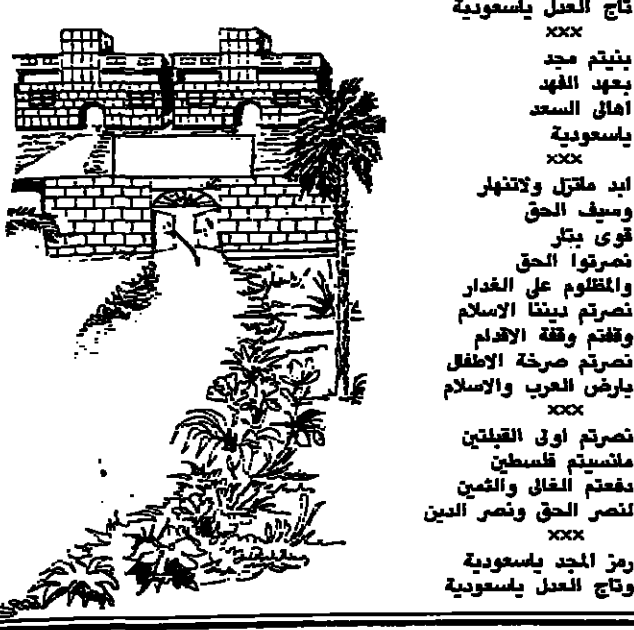 تاج العدل ياسعودية
xxx
بنيتم مجد
بعهد الفهد
اهالى السعد
ياسعودية
xxx
ابد ماتزل ولاتنهار
وسيف الحق
قوى بتار
نصرتوا الحق
والمظلوم على الغدار
نصرتم ديننا الاسلام
وقفتم وقفة الاقدام
نصرتم صرخة الاطفال
يارض العرب والاسلام
xxx
نصرتم اولى القبلتين
مانسيتم فلسطين
دفعتم الغالى والثمين
لنصر الحق ونصر الدين
xxx
رمز المجد ياسعودية
وتاج العدل ياسعودية